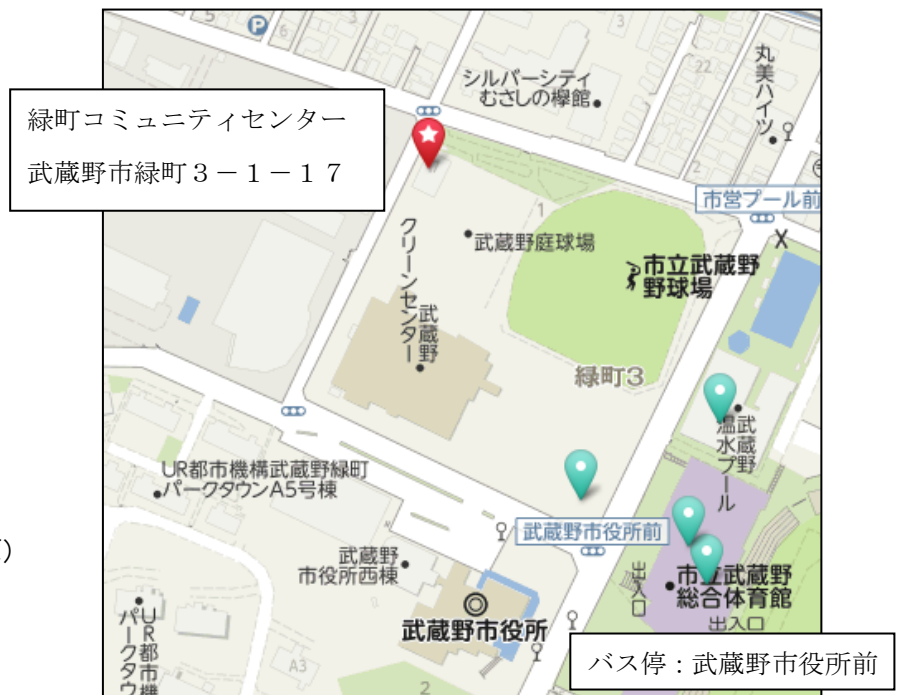 5
P
6
3
シルバーシティ
むさしの欅館
丸美ハイツ
22
2
緑町コミュニティセンター
武蔵野市緑町3-1-17
市営プール前
1
武蔵野庭球場
市立武蔵野
野球場
武蔵野
クリーンセンター
緑町3
武蔵野
温水プール
UR都市機構武蔵野緑町
パークタウンA5号棟
武蔵野市役所前
)
武蔵野
市役所西棟
出入口
市立武蔵野
総合体育館
出入口
武蔵野市役所
UR都市機
パークタウ
A3
2
バス停:武蔵野市役所前